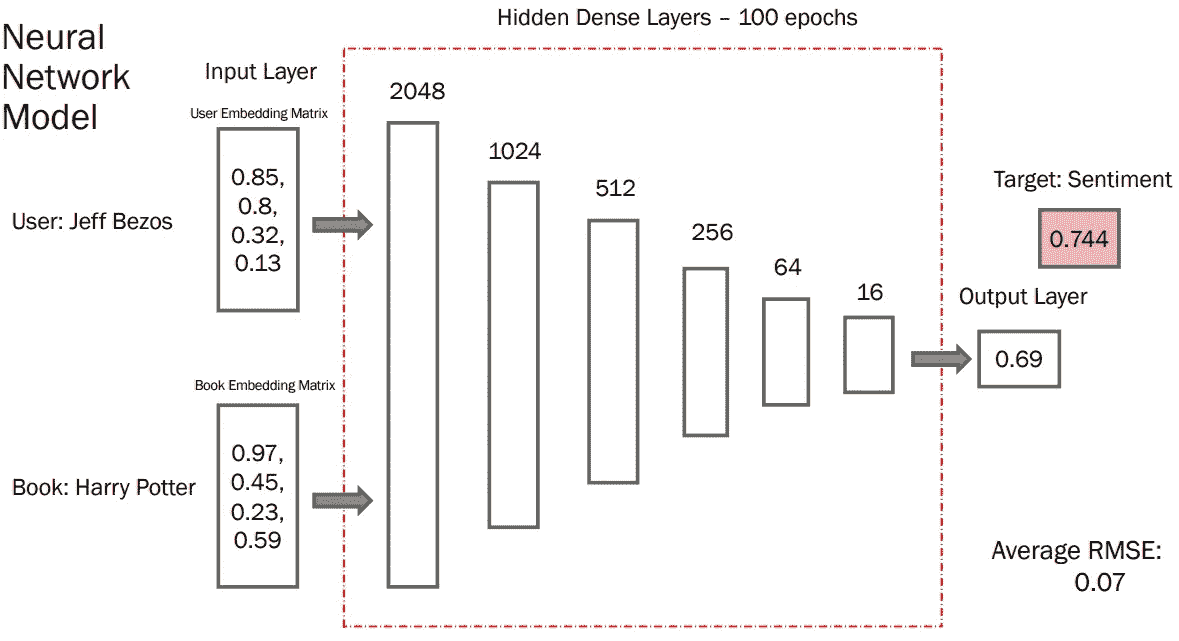 Neural
Network
Model
Hidden Dense Layers – 100 epochs
Input Layer
User Embedding Matrix
0.85,
0.8,
0.32,
0.13
User: Jeff Bezos
Book Embedding Matrix
0.97,
0.45,
0.23,
0.59
Book: Harry Potter
2048
1024
512
256
64
16
Target: Sentiment
0.744
Output Layer
0.69
Average RMSE:
0.07